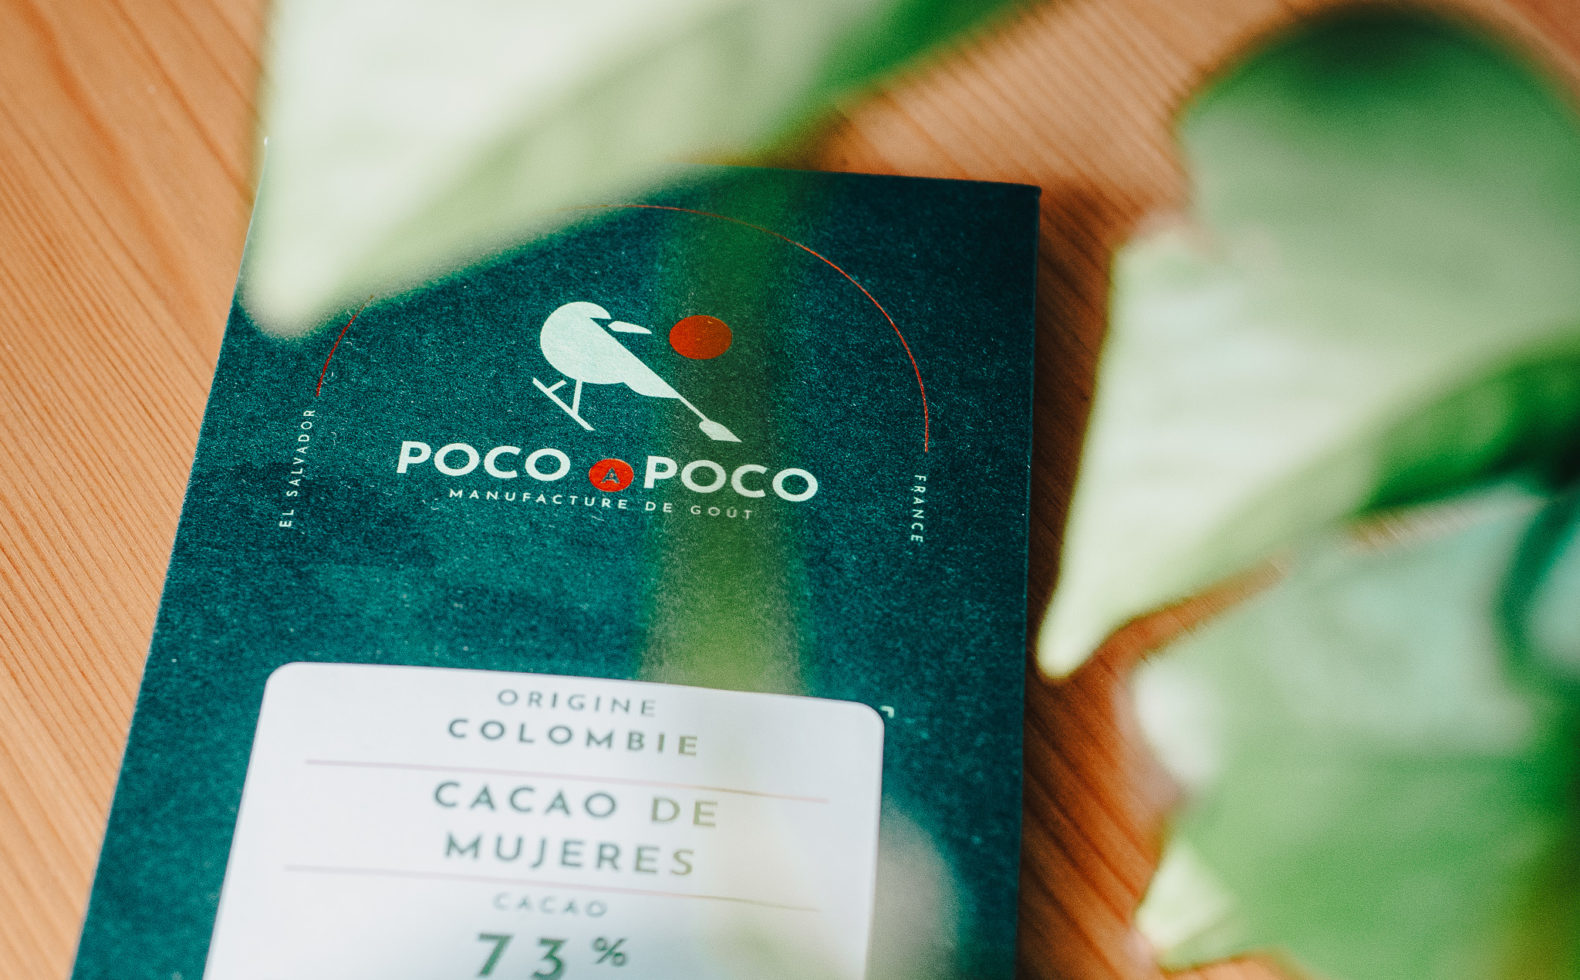 EL SALVADOR
POCO A POCO
MANUFACTURE DE GOÛT
FRANCE
ORIGINE
COLOMBIE
CACAO DE
MUJERES
CACAO
73%